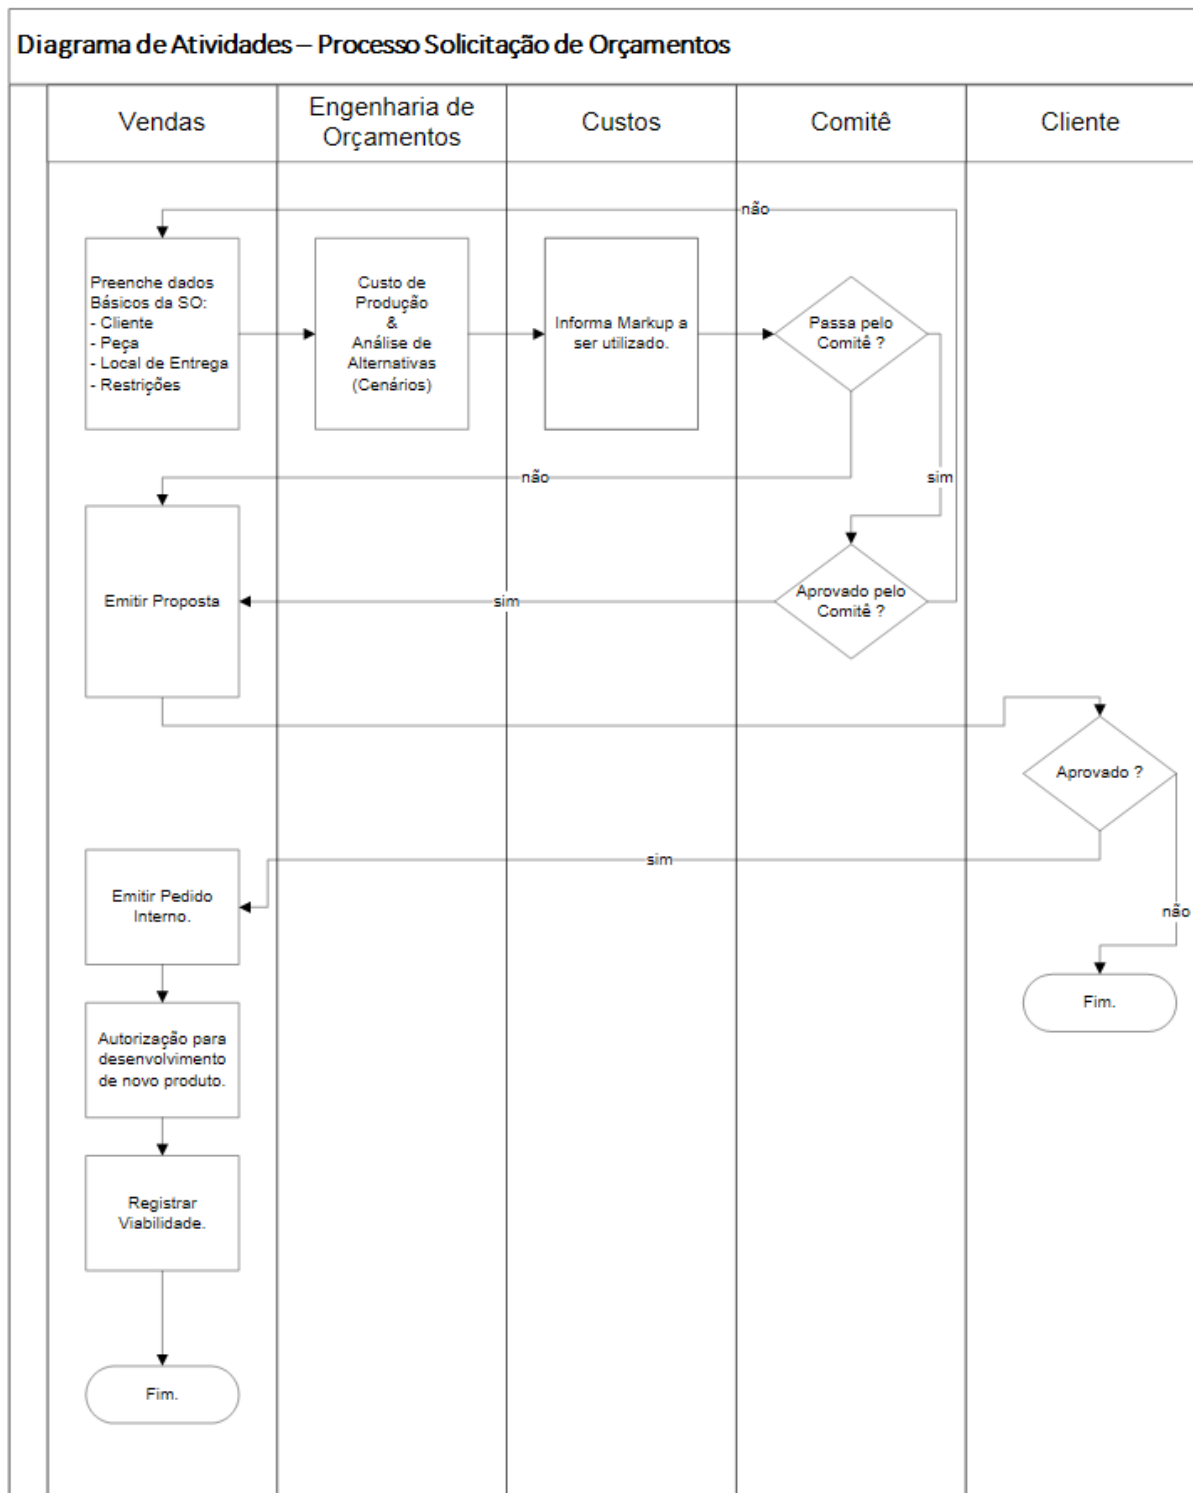 Diagrama de Atividades – Processo Solicitação de Orçamentos
Vendas
Engenharia de
Orçamentos
Custos
Comitê
Cliente
não
Preenche dados
Básicos da SO:
- Cliente
- Peça
- Local de Entrega
- Restrições
Custo de
Produção
&
Análise de
Alternativas
(Cenários)
Informa Markup a
ser utilizado.
Passa pelo
Comitê ?
não
sim
Emitir Proposta
sim
Aprovado pelo
Comitê ?
Aprovado ?
sim
Emitir Pedido
Interno.
não
Fim.
Autorização para
desenvolvimento
de novo produto.
Registrar
Viabilidade.
Fim.